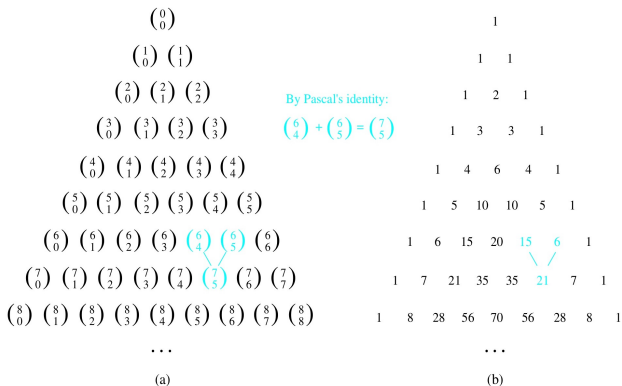 (0 0)
(1 0) (1 1)
(2 0) (2 1) (2 2)
(3 0) (3 1) (3 2) (3 3)
(4 0) (4 1) (4 2) (4 3) (4 4)
(5 0) (5 1) (5 2) (5 3) (5 4) (5 5)
(6 0) (6 1) (6 2) (6 3) (6 4) (6 5) (6 6)
(7 0) (7 1) (7 2) (7 3) (7 4) (7 5) (7 6) (7 7)
(8 0) (8 1) (8 2) (8 3) (8 4) (8 5) (8 6) (8 7) (8 8)
...
(a)
By Pascal's identity:
(6 4) + (6 5) = (7 5)
1
1 1
1 2 1
1 3 3 1
1 4 6 4 1
1 5 10 10 5 1
1 6 15 20 15 6 1
1 7 21 35 35 21 7 1
1 8 28 56 70 56 28 8 1
...
(b)